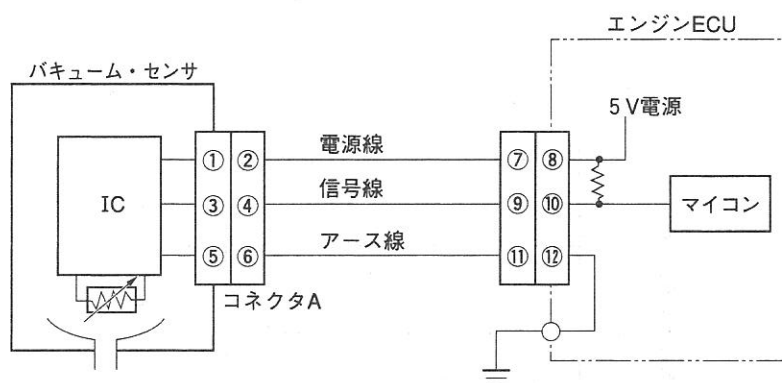 エンジンECU
バキューム・センサ
5V電源
① ② 電源線 ⑦ ⑧
IC ③ ④ 信号線 ⑨ ⑩ マイコン
⑤ ⑥ アース線 ⑪ ⑫
コネクタA